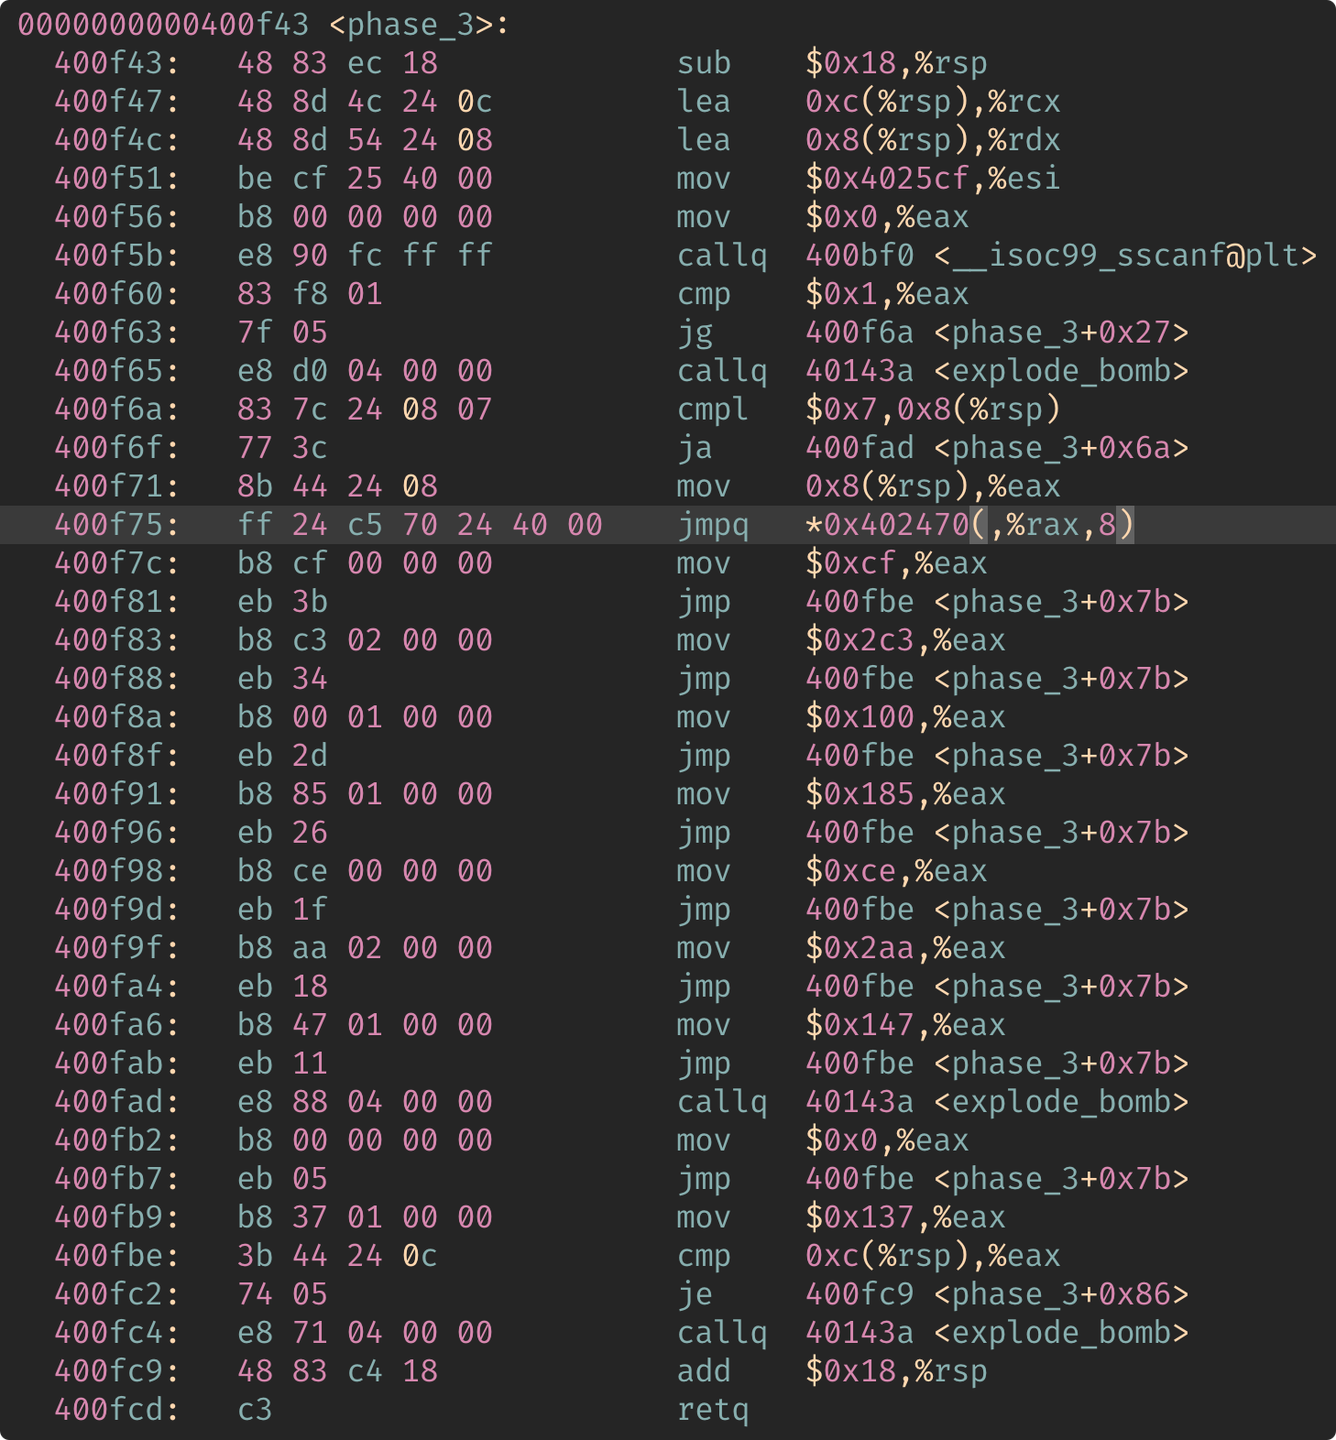 0000000000400f43 <phase_3>:
400f43: 48 83 ec 18 sub $0x18,%rsp
400f47: 48 8d 4c 24 0c lea 0xc(%rsp),%rcx
400f4c: 48 8d 54 24 08 lea 0x8(%rsp),%rdx
400f51: be cf 25 40 00 mov $0x4025cf,%esi
400f56: b8 00 00 00 00 mov $0x0,%eax
400f5b: e8 90 fc ff ff callq 400bf0 <__isoc99_sscanf@plt>
400f60: 83 f8 01 cmp $0x1,%eax
400f63: 7f 05 jg 400f6a <phase_3+0x27>
400f65: e8 d0 04 00 00 callq 40143a <explode_bomb>
400f6a: 83 7c 24 08 07 cmpl $0x7,0x8(%rsp)
400f6f: 77 3c ja 400fad <phase_3+0x6a>
400f71: 8b 44 24 08 mov 0x8(%rsp),%eax
400f75: ff 24 c5 70 24 40 00 jmpq *0x402470(,%rax,8)
400f7c: b8 cf 00 00 00 mov $0xcf,%eax
400f81: eb 3b jmp 400fbe <phase_3+0x7b>
400f83: b8 c3 02 00 00 mov $0x2c3,%eax
400f88: eb 34 jmp 400fbe <phase_3+0x7b>
400f8a: b8 00 01 00 00 mov $0x100,%eax
400f8f: eb 2d jmp 400fbe <phase_3+0x7b>
400f91: b8 85 01 00 00 mov $0x185,%eax
400f96: eb 26 jmp 400fbe <phase_3+0x7b>
400f98: b8 ce 00 00 00 mov $0xce,%eax
400f9d: eb 1f jmp 400fbe <phase_3+0x7b>
400f9f: b8 aa 02 00 00 mov $0x2aa,%eax
400fa4: eb 18 jmp 400fbe <phase_3+0x7b>
400fa6: b8 47 01 00 00 mov $0x147,%eax
400fab: eb 11 jmp 400fbe <phase_3+0x7b>
400fad: e8 88 04 00 00 callq 40143a <explode_bomb>
400fb2: b8 00 00 00 00 mov $0x0,%eax
400fb7: eb 05 jmp 400fbe <phase_3+0x7b>
400fb9: b8 37 01 00 00 mov $0x137,%eax
400fbe: 3b 44 24 0c cmp 0xc(%rsp),%eax
400fc2: 74 05 je 400fc9 <phase_3+0x86>
400fc4: e8 71 04 00 00 callq 40143a <explode_bomb>
400fc9: 48 83 c4 18 add $0x18,%rsp
400fcd: c3 retq